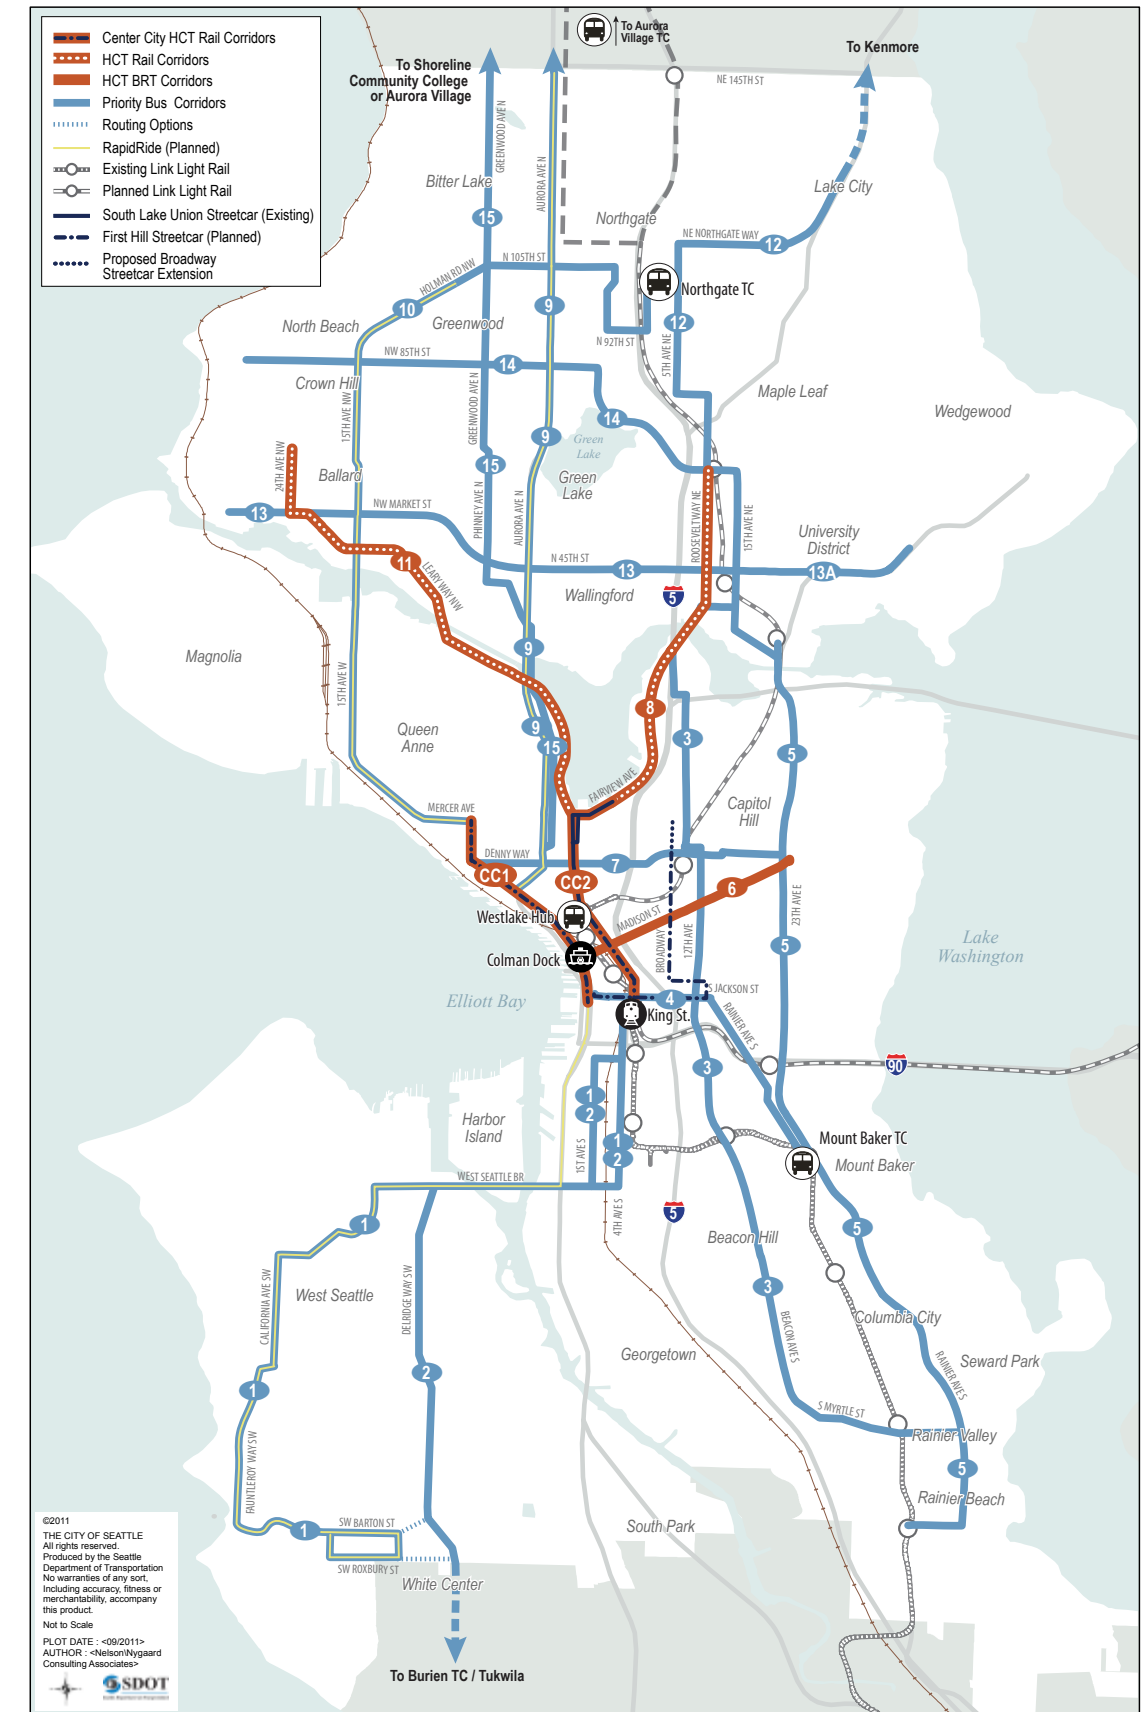 Center City HCT Rail Corridors
HCT Rail Corridors
HCT BRT Corridors
Priority Bus Corridors
Routing Options
RapidRide (Planned)
Existing Link Light Rail
Planned Link Light Rail
South Lake Union Streetcar (Existing)
First Hill Streetcar (Planned)
Proposed Broadway
Streetcar Extension
To Aurora
Village TC
To Kenmore
To Shoreline
Community College
or Aurora Village
NE 145TH ST
GREENWOOD AVE N
AURORA AVE N
Bitter Lake
Lake City
15
Northgate
NE NORTHGATE WAY
12
N 105TH ST
HOLMAN RD NW
Northgate TC
10
9
North Beach
Greenwood
12
N 92TH ST
5TH AVE NE
NW 85TH ST
14
Crown Hill
Maple Leaf
15TH AVE NW
GREENWOOD AVE N
14
Wedgewood
9
Green
Lake
24TH AVE NW
Ballard
15
Green
Lake
13
NW MARKET ST
PHINNEY AVE N
AURORA AVE N
ROOSEVELT WAY NE
15TH AVE NE
University
District
11
N 45TH ST
13
13A
LEARY WAY NW
5
Wallingford
Magnolia
9
15TH AVE W
8
Queen
Anne
9
15
3
5
FAIRVIEW AVE
MERCER AVE
Capitol
Hill
DENNY WAY
7
CC1
CC2
6
Westlake Hub
MADISON ST
23TH AVE E
BROADWAY
12TH AVE
5
Lake
Washington
Colman Dock
Elliott Bay
4
S JACKSON ST
King St.
RAINIER AVE S
3
90
1
2
Harbor
Island
1
2
1ST AVE S
Mount Baker TC
Mount Baker
WEST SEATTLE BR
4TH AVE S
5
1
5
Beacon Hill
CALIFORNIA AVE SW
West Seattle
DELRIDGE WAY SW
3
Columbia City
BEACON AVE S
Georgetown
RAINIER AVE S
Seward Park
2
1
S MYRTLE ST
Rainier Valley
FAUNTLEROY WAY SW
5
Rainier Beach
1
SW BARTON ST
South Park
SW ROXBURY ST
White Center
To Burien TC / Tukwila
©2011
THE CITY OF SEATTLE
All rights reserved.
Produced by the Seattle
Department of Transportation
No warranties of any sort,
Including accuracy, fitness or
merchantability, accompany
this product.
Not to Scale
PLOT DATE : <09/2011>
AUTHOR : <Nelson\Nygaard
Consulting Associates>
SDOT